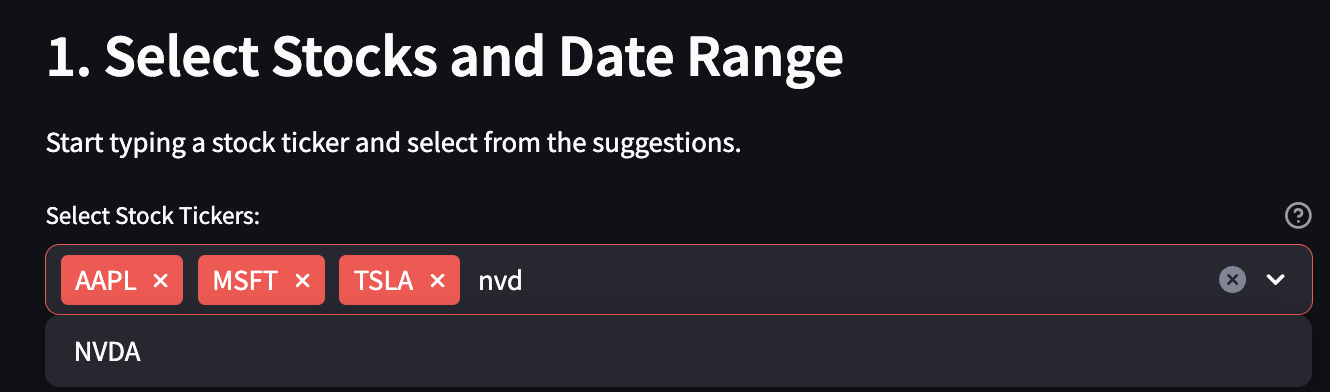 1. Select Stocks and Date Range
Start typing a stock ticker and select from the suggestions.
Select Stock Tickers:
AAPL MSFT TSLA nvd
NVDA